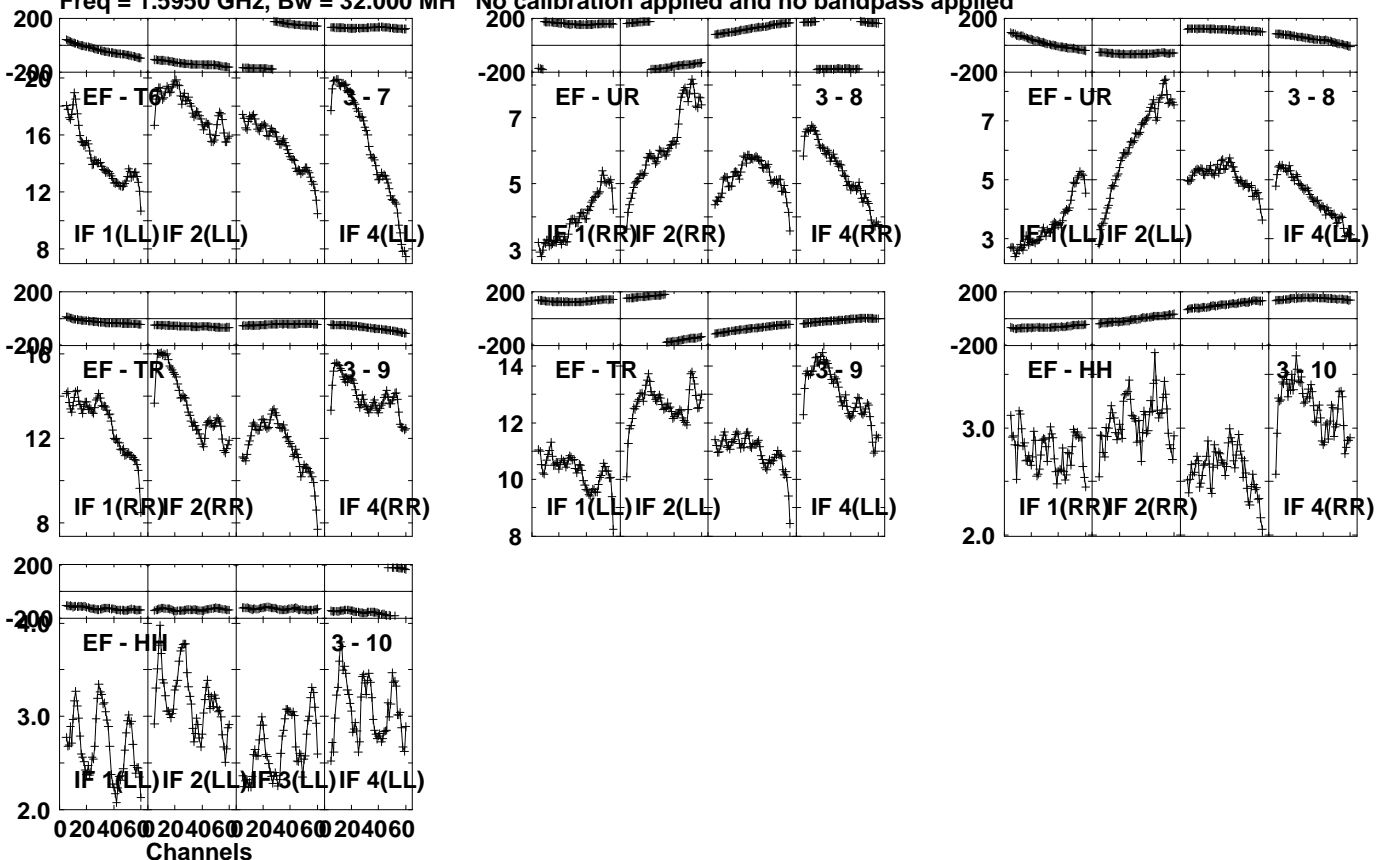 Freq = 1.5950 GHz, Bw = 32.000 MH No calibration applied and no bandpass applied
200
-200
20
16
12
8
EF - T6 3 - 7
IF 1(LL) IF 2(LL) IF 4(LL)
200
-200
7
5
3
EF - UR 3 - 8
IF 1(RR) IF 2(RR) IF 4(RR)
200
-200
7
5
3
EF - UR 3 - 8
IF 1(LL) IF 2(LL) IF 4(LL)
200
-200
16
12
8
EF - TR 3 - 9
IF 1(RR) IF 2(RR) IF 4(RR)
200
-200
14
12
10
8
EF - TR 3 - 9
IF 1(LL) IF 2(LL) IF 4(LL)
200
-200
3.0
2.0
EF - HH 3 - 10
IF 1(RR) IF 2(RR) IF 4(RR)
200
-200
4.0
3.0
2.0
EF - HH 3 - 10
IF 1(LL) IF 2(LL) IF 3(LL) IF 4(LL)
0 20 40 60 0 20 40 60 0 20 40 60 0 20 40 60
Channels